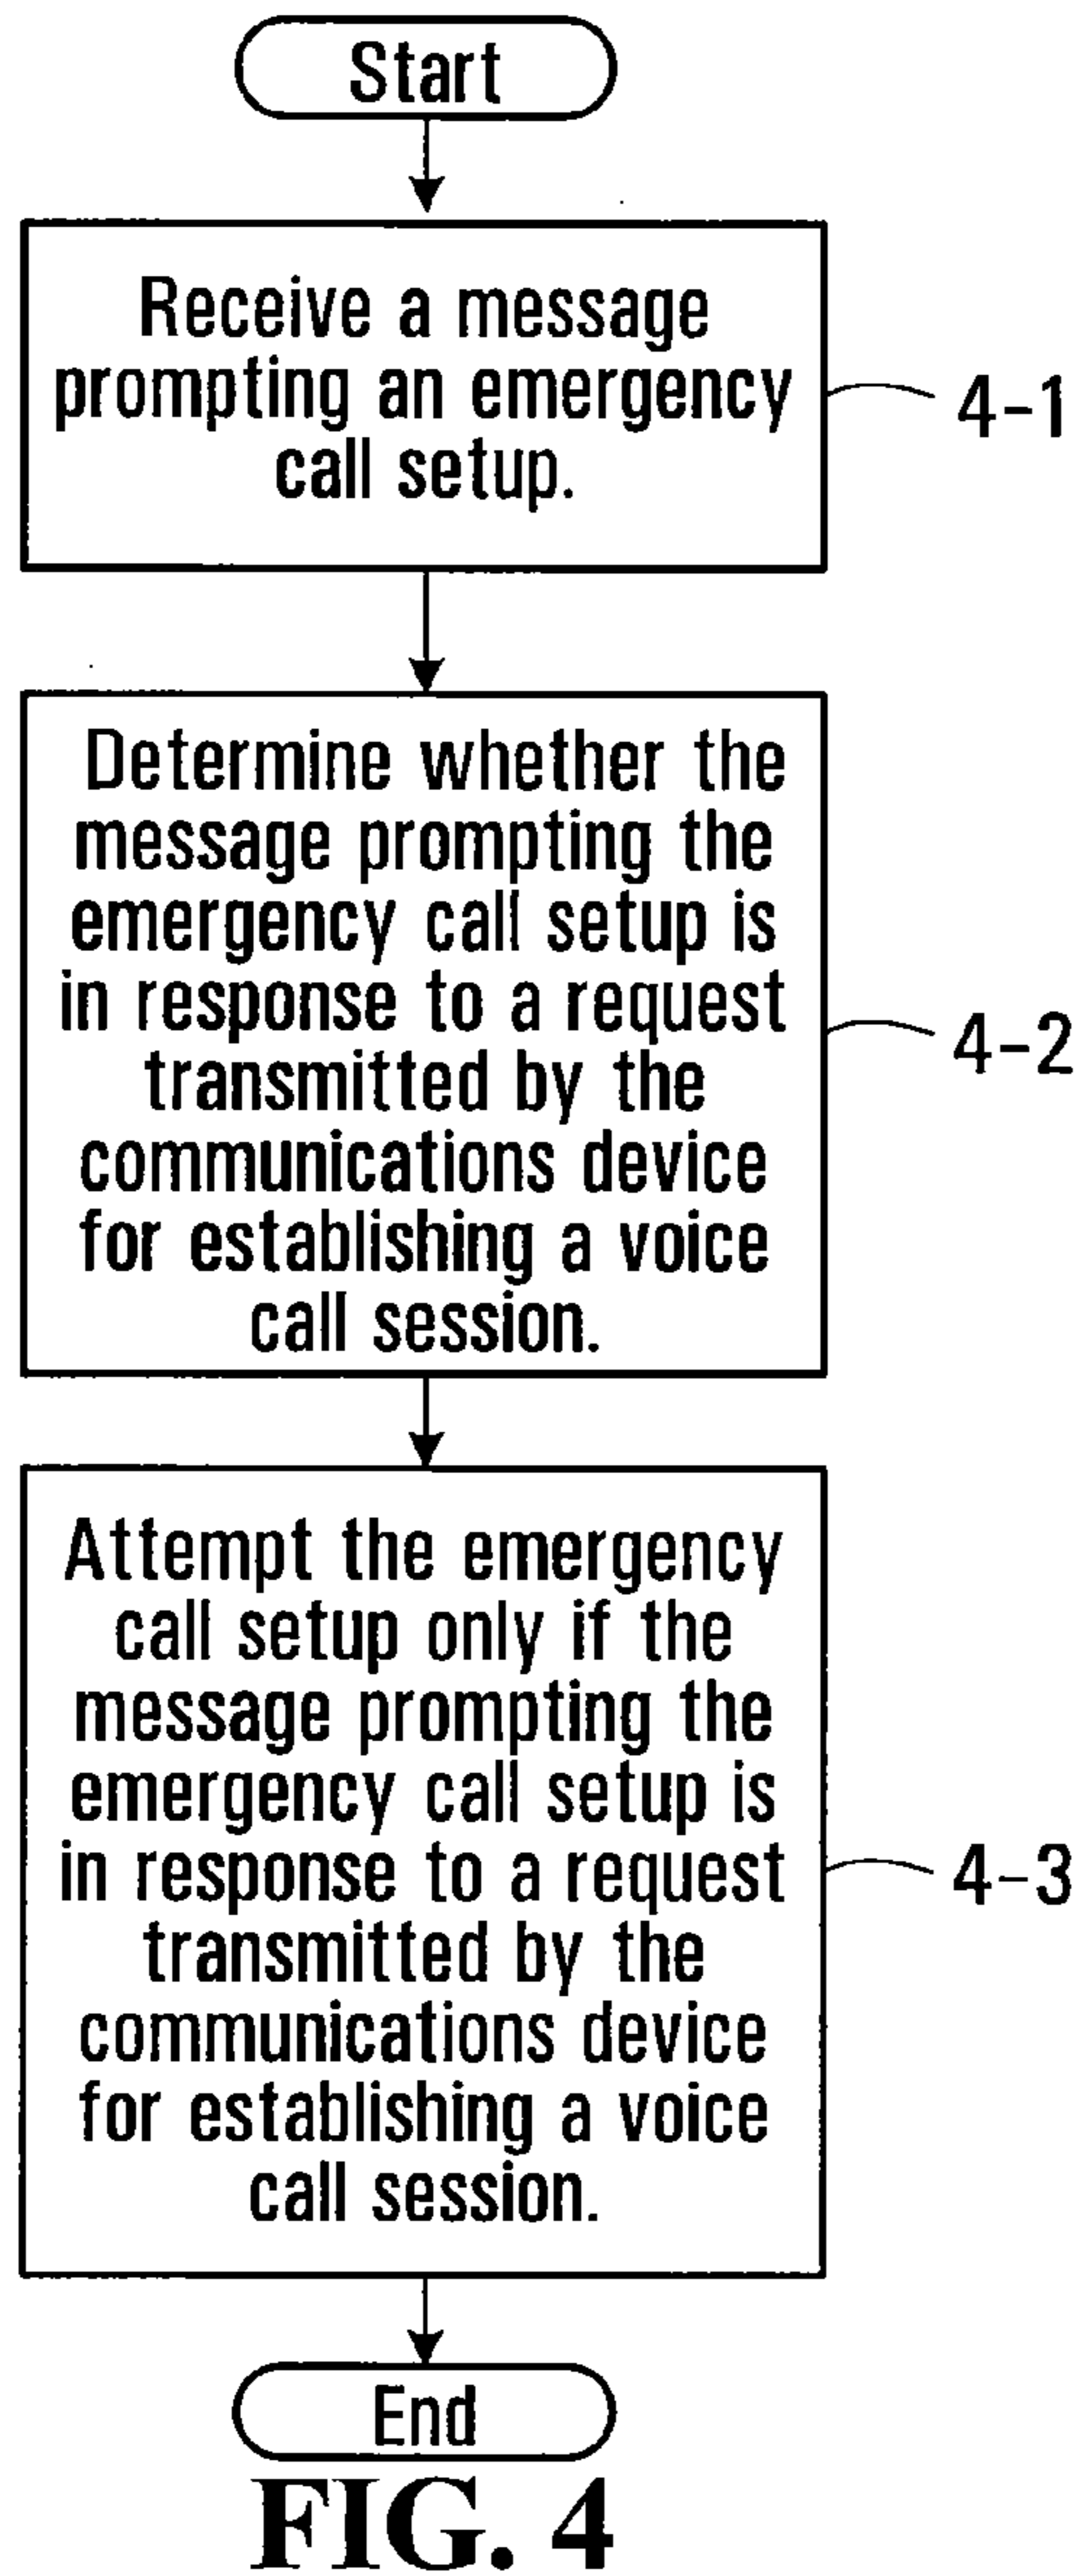 Start
Receive a message
prompting an emergency
call setup.
4-1
Determine whether the
message prompting the
emergency call setup is
in response to a request
transmitted by the
communications device
for establishing a voice
call session.
4-2
Attempt the emergency
call setup only if the
message prompting the
emergency call setup is
in response to a request
transmitted by the
communications device
for establishing a voice
call session.
4-3
End
FIG. 4